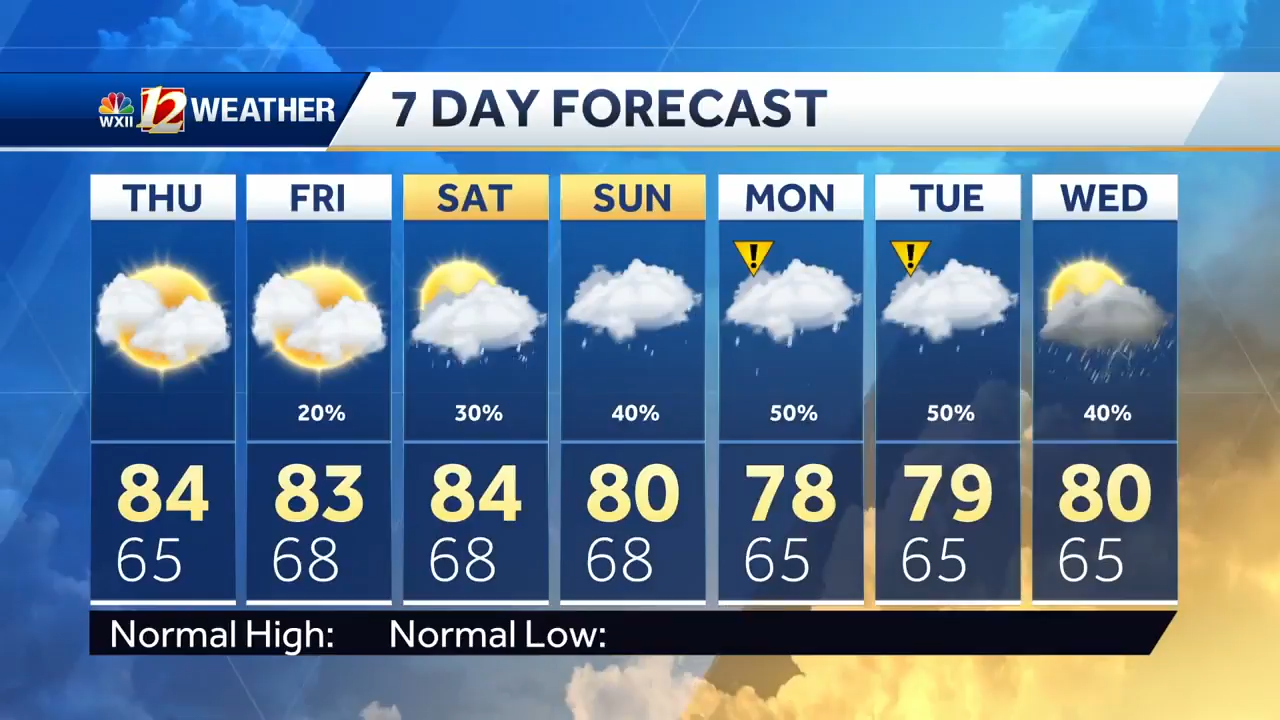 WXII 12 WEATHER 7 DAY FORECAST
THU FRI SAT SUN MON TUE WED
! !
20% 30% 40% 50% 50% 40%
84 83 84 80 78 79 80
65 68 68 68 65 65 65
Normal High: Normal Low: